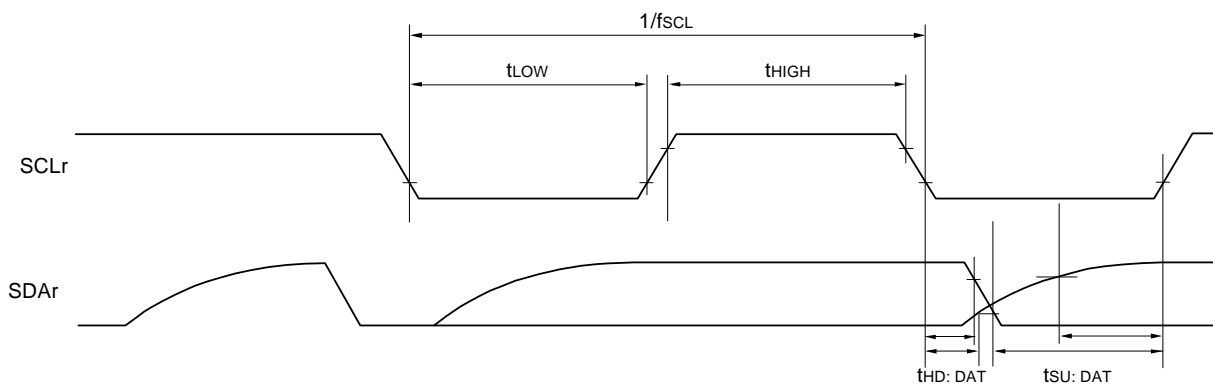 1/fSCL
tLOW
tHIGH
SCLr
SDAr
tHD: DAT
tSU: DAT